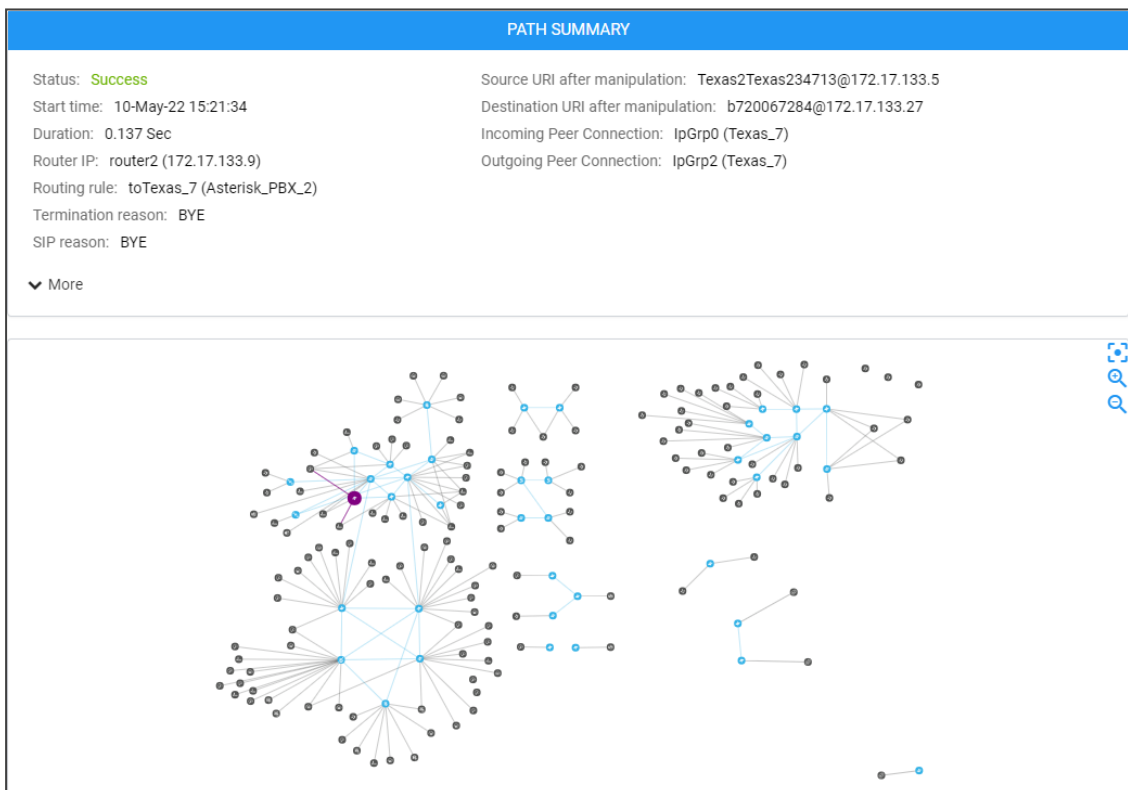 PATH SUMMARY
Status: Success
Start time: 10-May-22 15:21:34
Duration: 0.137 Sec
Router IP: router2 (172.17.133.9)
Routing rule: toTexas_7 (Asterisk_PBX_2)
Termination reason: BYE
SIP reason: BYE
Source URI after manipulation: Texas2Texas234713@172.17.133.5
Destination URI after manipulation: b720067284@172.17.133.27
Incoming Peer Connection: IpGrp0 (Texas_7)
Outgoing Peer Connection: IpGrp2 (Texas_7)
More